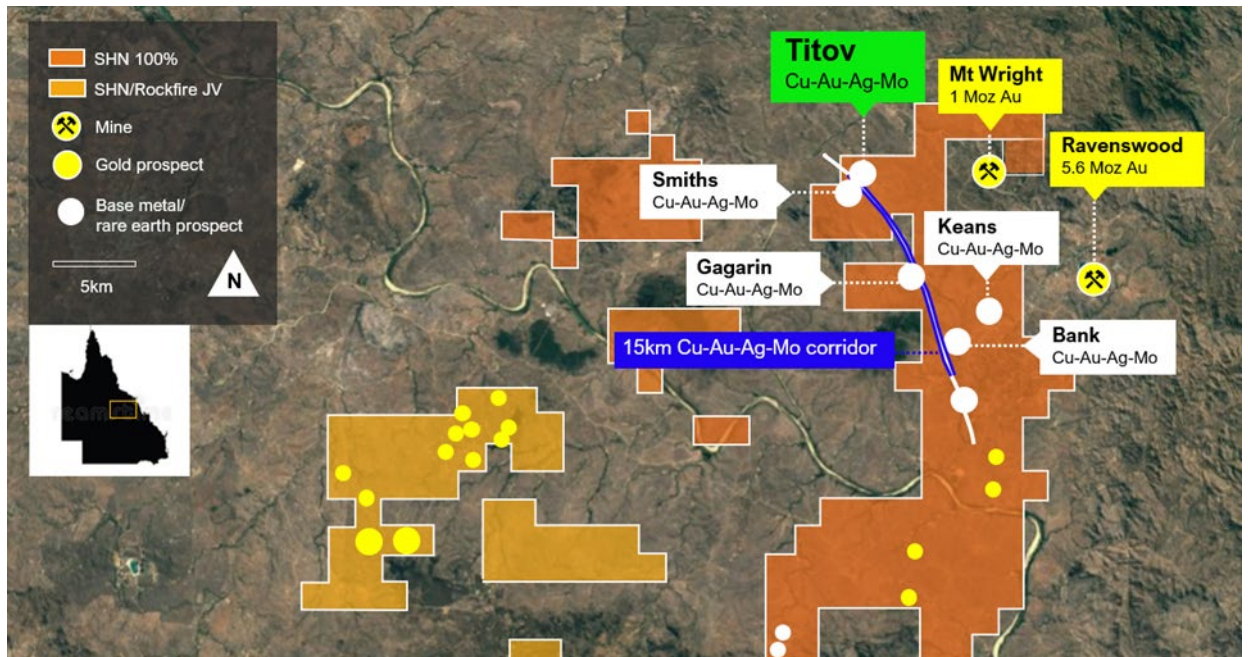 SHN 100%
SHN/Rockfire JV
Mine
Gold prospect
Base metal/
rare earth prospect
5km
N
Titov
Cu-Au-Ag-Mo
Mt Wright
1 Moz Au
Ravenswood
5.6 Moz Au
Smiths
Cu-Au-Ag-Mo
Keans
Cu-Au-Ag-Mo
Gagarin
Cu-Au-Ag-Mo
15km Cu-Au-Ag-Mo corridor
Bank
Cu-Au-Ag-Mo